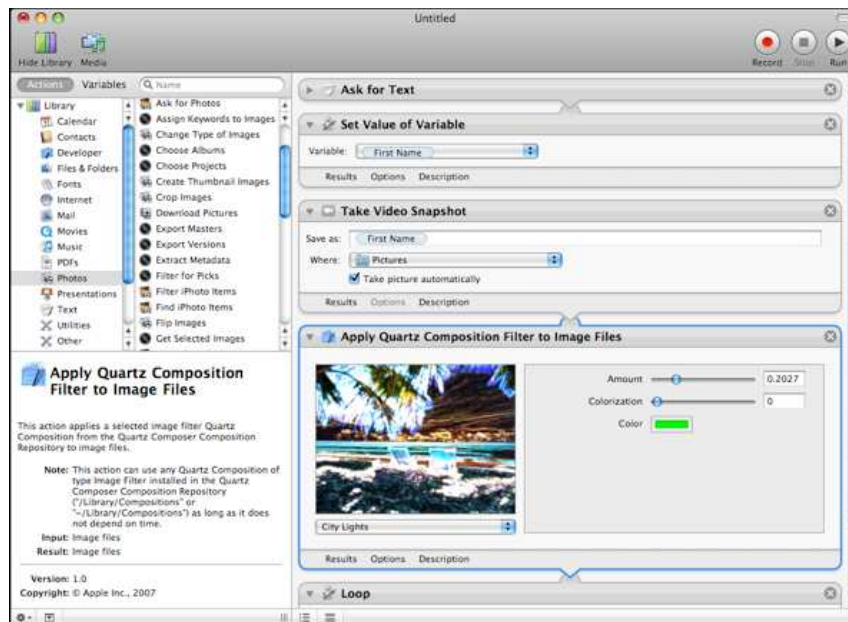 Untitled
Hide Library Media
Record Stop Run
Actions Variables Name
Library
Calendar
Contacts
Developer
Files & Folders
Fonts
Internet
Mail
Movies
Music
PDFs
Photos
Presentations
Text
Utilities
Other
Ask for Photos
Assign Keywords to Images
Change Type of Images
Choose Albums
Choose Projects
Create Thumbnail Images
Crop Images
Download Pictures
Export Masters
Export Versions
Extract Metadata
Filter for Picks
Filter iPhoto Items
Find iPhoto Items
Flip Images
Get Selected Images
Apply Quartz Composition
Filter to Image Files
This action applies a selected image filter Quartz
Composition from the Quartz Composer Composition
Repository to image files.
Note: This action can use any Quartz Composition of
type Image Filter installed in the Quartz
Composer Composition Repository
("/Library/Compositions" or
"~/Library/Compositions") as long as it does
not depend on time.
Input: Image files
Result: Image files
Version: 1.0
Copyright: © Apple Inc., 2007
Ask for Text
Set Value of Variable
Variable: First Name
Results Options Description
Take Video Snapshot
Save as: First Name
Where: Pictures
Take picture automatically
Results Options Description
Apply Quartz Composition Filter to Image Files
Amount 0.2027
Colorization 0
Color
City Lights
Results Options Description
Loop